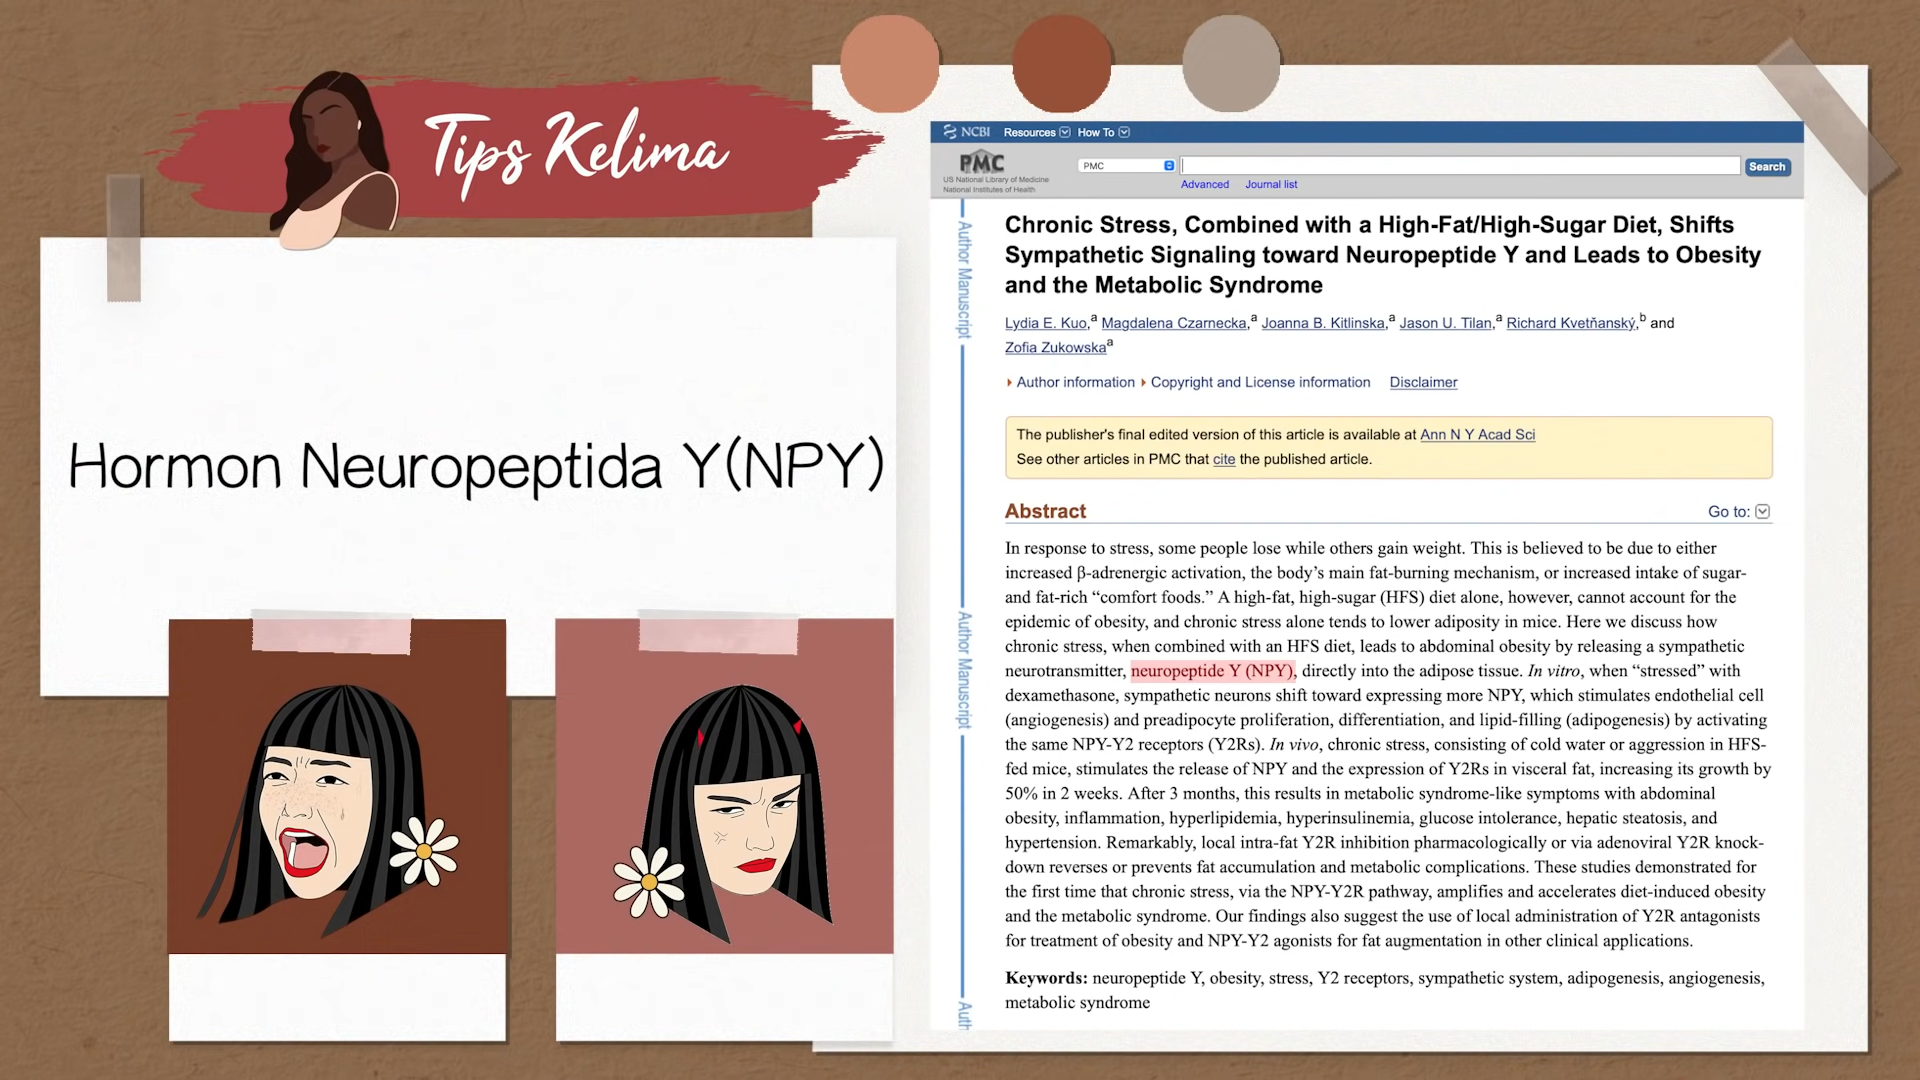 Tips Kelima
Hormon Neuropeptida Y(NPY)
NCBI Resources How To
PMC
US National Library of Medicine
National Institutes of Health
PMC
Search
Advanced Journal list
Author Manuscript
Author Manuscript
Auth
Chronic Stress, Combined with a High-Fat/High-Sugar Diet, Shifts
Sympathetic Signaling toward Neuropeptide Y and Leads to Obesity
and the Metabolic Syndrome
Lydia E. Kuo,a Magdalena Czarnecka,a Joanna B. Kitlinska,a Jason U. Tilan,a Richard Kvetňanský,b and
Zofia Zukowskaa
Author information Copyright and License information Disclaimer
The publisher's final edited version of this article is available at Ann N Y Acad Sci
See other articles in PMC that cite the published article.
Abstract
Go to:
In response to stress, some people lose while others gain weight. This is believed to be due to either
increased β-adrenergic activation, the body’s main fat-burning mechanism, or increased intake of sugar-
and fat-rich “comfort foods.” A high-fat, high-sugar (HFS) diet alone, however, cannot account for the
epidemic of obesity, and chronic stress alone tends to lower adiposity in mice. Here we discuss how
chronic stress, when combined with an HFS diet, leads to abdominal obesity by releasing a sympathetic
neurotransmitter, neuropeptide Y (NPY), directly into the adipose tissue. In vitro, when “stressed” with
dexamethasone, sympathetic neurons shift toward expressing more NPY, which stimulates endothelial cell
(angiogenesis) and preadipocyte proliferation, differentiation, and lipid-filling (adipogenesis) by activating
the same NPY-Y2 receptors (Y2Rs). In vivo, chronic stress, consisting of cold water or aggression in HFS-
fed mice, stimulates the release of NPY and the expression of Y2Rs in visceral fat, increasing its growth by
50% in 2 weeks. After 3 months, this results in metabolic syndrome-like symptoms with abdominal
obesity, inflammation, hyperlipidemia, hyperinsulinemia, glucose intolerance, hepatic steatosis, and
hypertension. Remarkably, local intra-fat Y2R inhibition pharmacologically or via adenoviral Y2R knock-
down reverses or prevents fat accumulation and metabolic complications. These studies demonstrated for
the first time that chronic stress, via the NPY-Y2R pathway, amplifies and accelerates diet-induced obesity
and the metabolic syndrome. Our findings also suggest the use of local administration of Y2R antagonists
for treatment of obesity and NPY-Y2 agonists for fat augmentation in other clinical applications.
Keywords: neuropeptide Y, obesity, stress, Y2 receptors, sympathetic system, adipogenesis, angiogenesis,
metabolic syndrome